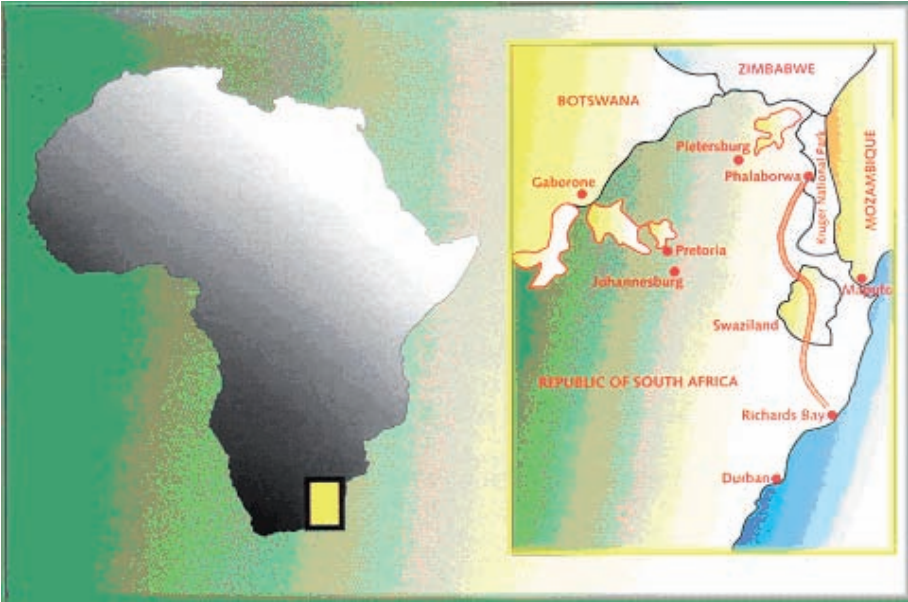 ZIMBABWE
BOTSWANA
Pietersburg
Phalaborwa
Kruger National Park
MOZAMBIQUE
Gaborone
Pretoria
Johannesburg
Maputo
Swaziland
REPUBLIC OF SOUTH AFRICA
Richards Bay
Durban